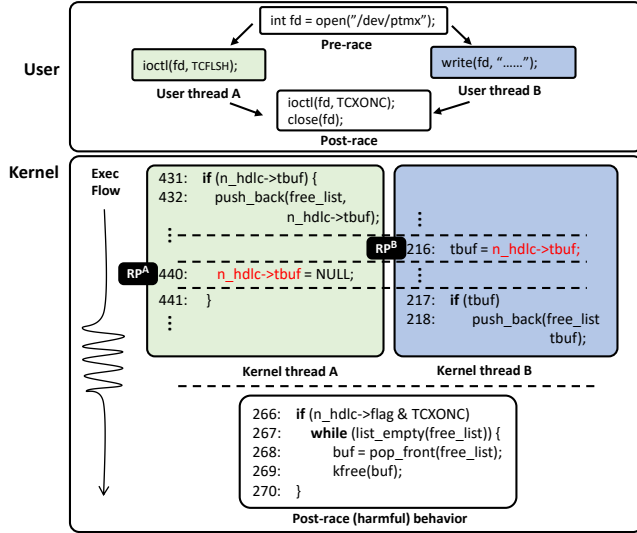 User
int fd = open("/dev/ptmx");
Pre-race
ioctl(fd, TCFLSH);
User thread A
write(fd, "……");
User thread B
ioctl(fd, TCXONC);
close(fd);
Post-race
Kernel
Exec
Flow
431: if (n_hdlc->tbuf) {
432: push_back(free_list,
n_hdlc->tbuf);
⋮
RPᴬ
440: n_hdlc->tbuf = NULL;
441: }
⋮
Kernel thread A
⋮
RPᴮ
216: tbuf = n_hdlc->tbuf;
⋮
217: if (tbuf)
218: push_back(free_list
tbuf);
Kernel thread B
266: if (n_hdlc->flag & TCXONC)
267: while (list_empty(free_list)) {
268: buf = pop_front(free_list);
269: kfree(buf);
270: }
Post-race (harmful) behavior